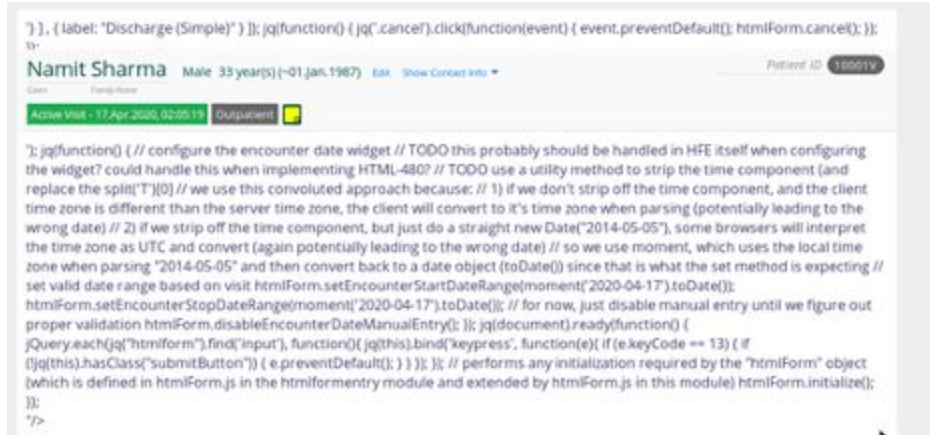 '} ] , { label: "Discharge (Simple)" } ]); jq(function() { jq('.cancel').click(function(event) { event.preventDefault(); htmlForm.cancel(); });
});
Namit Sharma Male 33 year(s) (~01.Jan.1987) Edit Show Contact Info Patient ID 10001V
Given Family Name
Active Visit - 17.Apr.2020, 02:05:19 Outpatient
'); jq(function() { // configure the encounter date widget // TODO this probably should be handled in HFE itself when configuring
the widget? could handle this when implementing HTML-480? // TODO use a utility method to strip the time component (and
replace the split('T')[0] // we use this convoluted approach because: // 1) if we don't strip off the time component, and the client
time zone is different than the server time zone, the client will convert to it's time zone when parsing (potentially leading to the
wrong date) // 2) if we strip off the time component, but just do a straight new Date("2014-05-05"), some browsers will interpret
the time zone as UTC and convert (again potentially leading to the wrong date) // so we use moment, which uses the local time
zone when parsing "2014-05-05" and then convert back to a date object (toDate()) since that is what the set method is expecting //
set valid date range based on visit htmlForm.setEncounterStartDateRange(moment('2020-04-17').toDate());
htmlForm.setEncounterStopDateRange(moment('2020-04-17').toDate()); // for now, just disable manual entry until we figure out
proper validation htmlForm.disableEncounterDateManualEntry(); }); jq(document).ready(function() {
jQuery.each(jq("htmlform").find('input'), function(){ jq(this).bind('keypress', function(e){ if (e.keyCode == 13) { if
(!jq(this).hasClass("submitButton")) { e.preventDefault(); } } }); }); // performs any initialization required by the "htmlForm" object
(which is defined in htmlForm.js in the htmlformentry module and extended by htmlForm.js in this module) htmlForm.initialize();
});
"/>